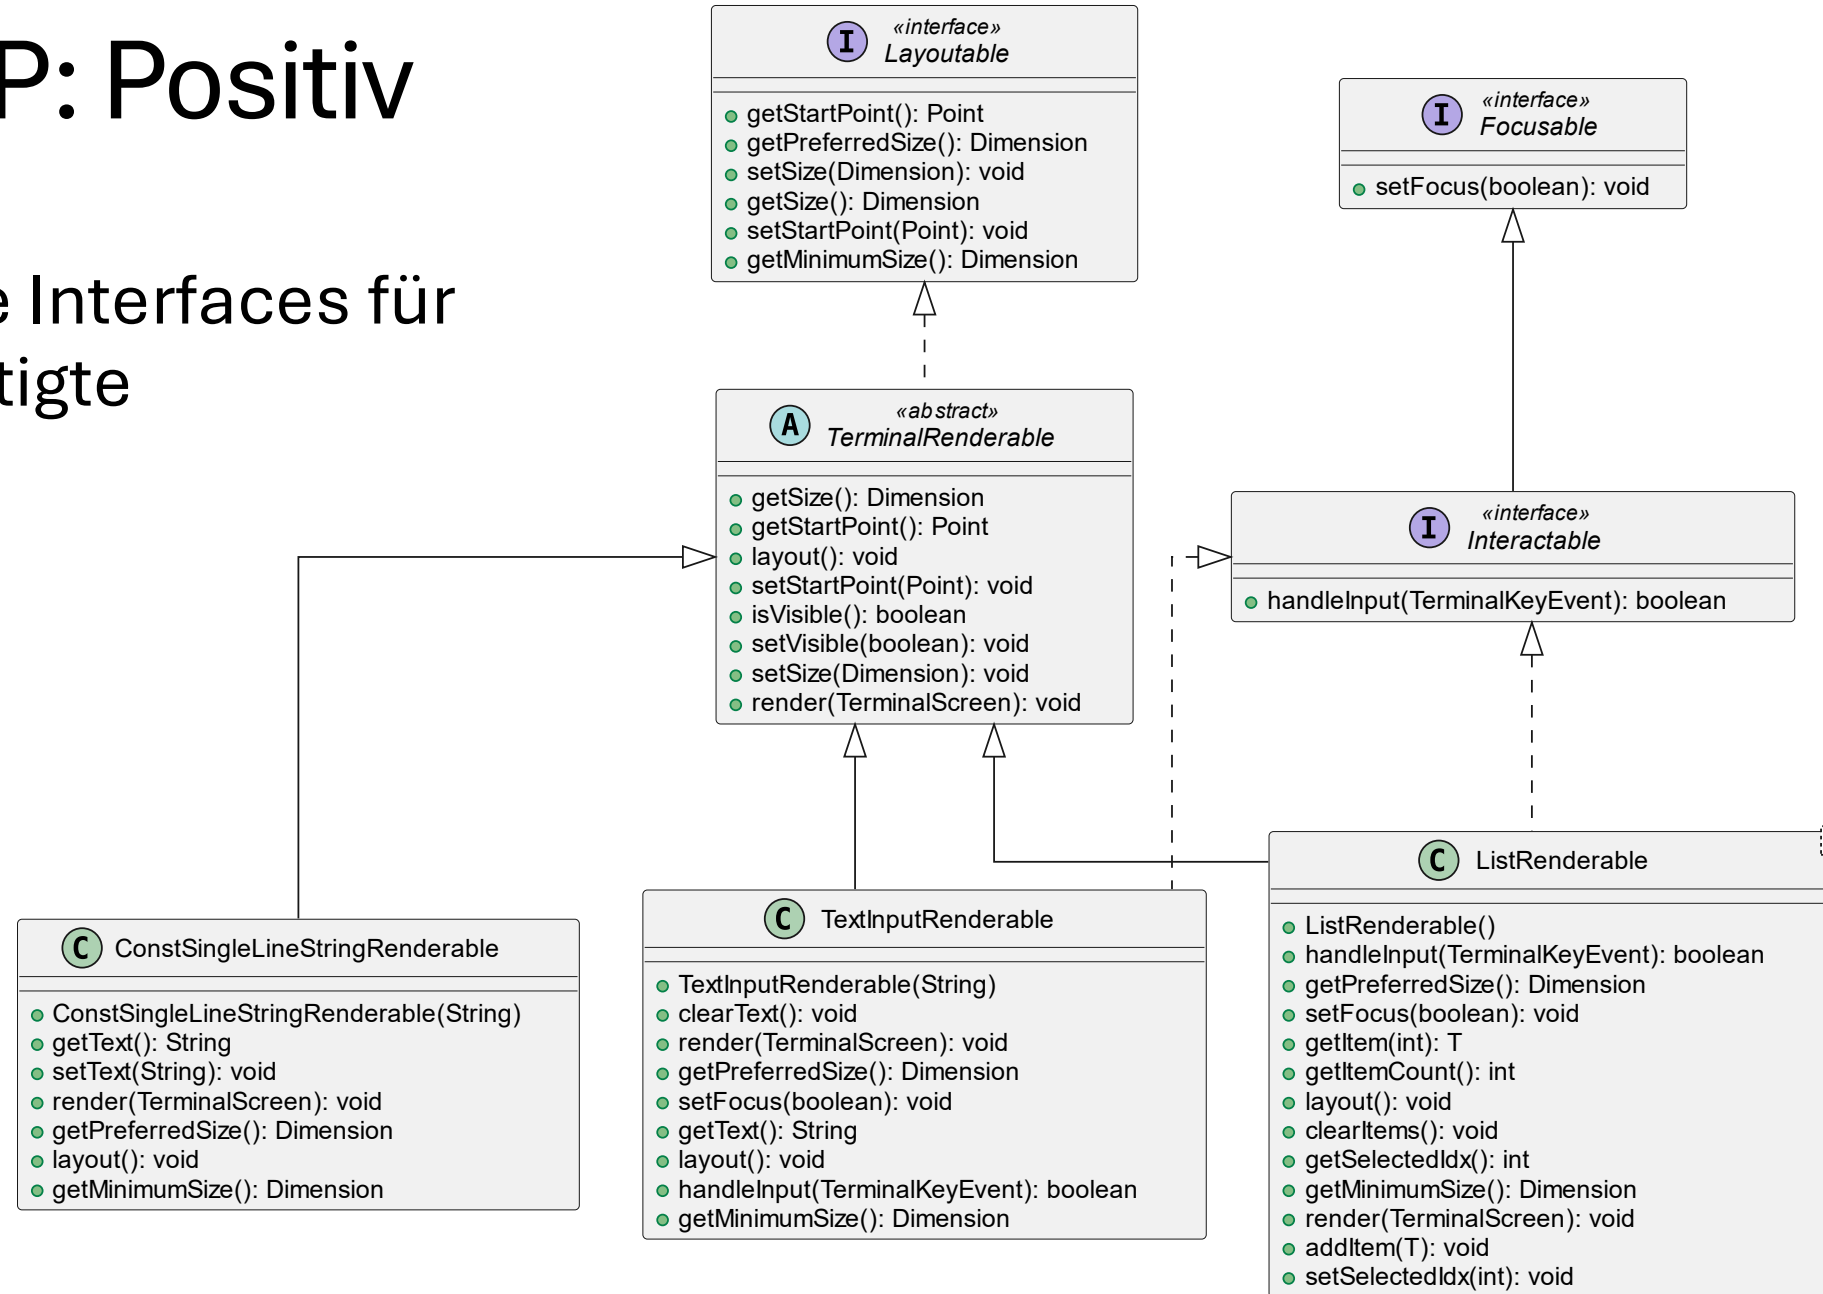 P: Positiv
e Interfaces für
tigte
I
«interface»
Layoutable
getStartPoint(): Point
getPreferredSize(): Dimension
setSize(Dimension): void
getSize(): Dimension
setStartPoint(Point): void
getMinimumSize(): Dimension
I
«interface»
Focusable
setFocus(boolean): void
A
«abstract»
TerminalRenderable
getSize(): Dimension
getStartPoint(): Point
layout(): void
setStartPoint(Point): void
isVisible(): boolean
setVisible(boolean): void
setSize(Dimension): void
render(TerminalScreen): void
I
«interface»
Interactable
handleInput(TerminalKeyEvent): boolean
C
ConstSingleLineStringRenderable
ConstSingleLineStringRenderable(String)
getText(): String
setText(String): void
render(TerminalScreen): void
getPreferredSize(): Dimension
layout(): void
getMinimumSize(): Dimension
C
TextInputRenderable
TextInputRenderable(String)
clearText(): void
render(TerminalScreen): void
getPreferredSize(): Dimension
setFocus(boolean): void
getText(): String
layout(): void
handleInput(TerminalKeyEvent): boolean
getMinimumSize(): Dimension
C
ListRenderable
ListRenderable()
handleInput(TerminalKeyEvent): boolean
getPreferredSize(): Dimension
setFocus(boolean): void
getItem(int): T
getItemCount(): int
layout(): void
clearItems(): void
getSelectedIdx(): int
getMinimumSize(): Dimension
render(TerminalScreen): void
addItem(T): void
setSelectedIdx(int): void